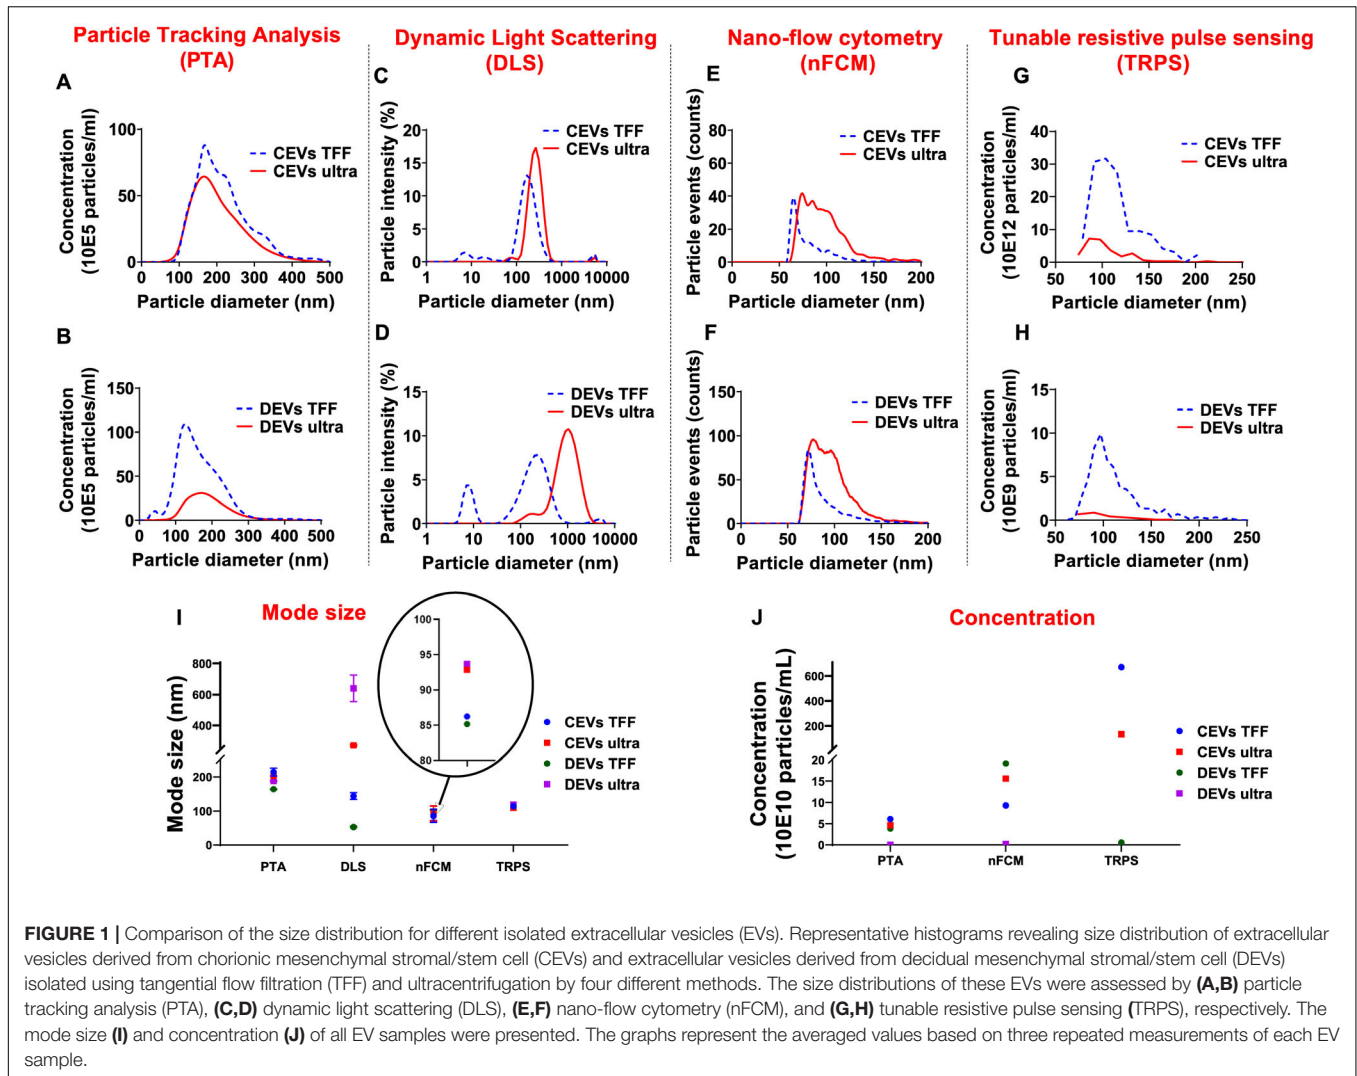 Particle Tracking Analysis
(PTA)
Dynamic Light Scattering
(DLS)
Nano-flow cytometry
(nFCM)
Tunable resistive pulse sensing
(TRPS)
A
Concentration
(10E5 particles/ml)
100
50
0
0 100 200 300 400 500
Particle diameter (nm)
CEVs TFF
CEVs ultra
C
Particle intensity (%)
20
15
10
5
0
1 10 100 1000 10000
Particle diameter (nm)
CEVs TFF
CEVs ultra
E
Particle events (counts)
80
60
40
20
0
0 50 100 150 200
Particle diameter (nm)
CEVs TFF
CEVs ultra
G
Concentration
(10E12 particles/ml)
40
30
20
10
0
50 100 150 200 250
Particle diameter (nm)
CEVs TFF
CEVs ultra
B
Concentration
(10E5 particles/ml)
150
100
50
0
0 100 200 300 400 500
Particle diameter (nm)
DEVs TFF
DEVs ultra
D
Particle intensity (%)
15
10
5
0
1 10 100 1000 10000
Particle diameter (nm)
DEVs TFF
DEVs ultra
F
Particle events (counts)
150
100
50
0
0 50 100 150 200
Particle diameter (nm)
DEVs TFF
DEVs ultra
H
Concentration
(10E9 particles/ml)
15
10
5
0
50 100 150 200 250
Particle diameter (nm)
DEVs TFF
DEVs ultra
I
Mode size
Mode size (nm)
800
600
400
200
100
0
PTA DLS nFCM TRPS
100
95
90
85
80
CEVs TFF
CEVs ultra
DEVs TFF
DEVs ultra
J
Concentration
Concentration
(10E10 particles/mL)
600
400
200
20
15
10
5
0
PTA nFCM TRPS
CEVs TFF
CEVs ultra
DEVs TFF
DEVs ultra
FIGURE 1 | Comparison of the size distribution for different isolated extracellular vesicles (EVs). Representative histograms revealing size distribution of extracellular
vesicles derived from chorionic mesenchymal stromal/stem cell (CEVs) and extracellular vesicles derived from decidual mesenchymal stromal/stem cell (DEVs)
isolated using tangential flow filtration (TFF) and ultracentrifugation by four different methods. The size distributions of these EVs were assessed by (A,B) particle
tracking analysis (PTA), (C,D) dynamic light scattering (DLS), (E,F) nano-flow cytometry (nFCM), and (G,H) tunable resistive pulse sensing (TRPS), respectively. The
mode size (I) and concentration (J) of all EV samples were presented. The graphs represent the averaged values based on three repeated measurements of each EV
sample.